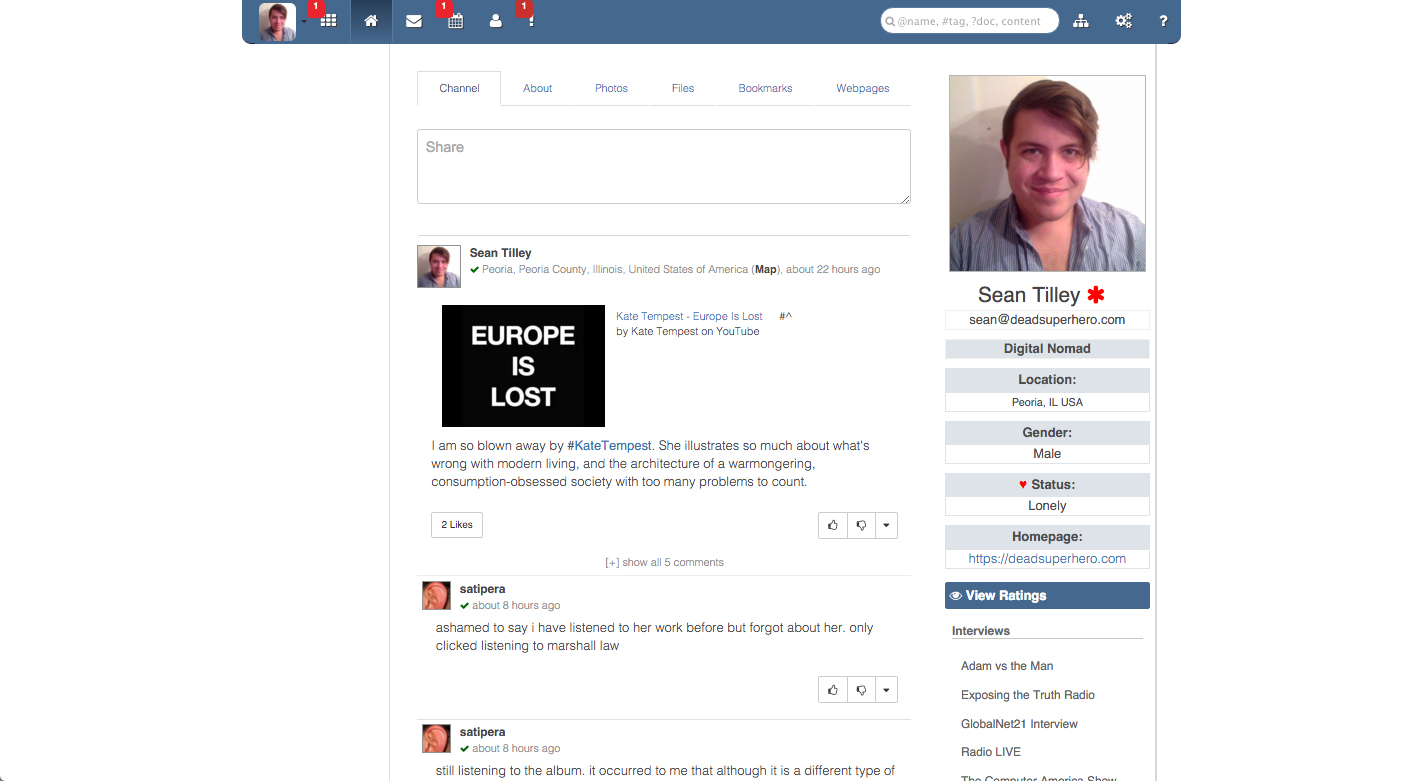 1
1
1
@name, #tag, ?doc, content
?
Channel
About
Photos
Files
Bookmarks
Webpages
Share
Sean Tilley
Peoria, Peoria County, Illinois, United States of America (Map), about 22 hours ago
EUROPE
IS
LOST
Kate Tempest - Europe Is Lost #^
by Kate Tempest on YouTube
I am so blown away by #KateTempest. She illustrates so much about what's
wrong with modern living, and the architecture of a warmongering,
consumption-obsessed society with too many problems to count.
2 Likes
[+] show all 5 comments
satipera
about 8 hours ago
ashamed to say i have listened to her work before but forgot about her. only
clicked listening to marshall law
satipera
about 8 hours ago
still listening to the album. it occurred to me that although it is a different type of
Sean Tilley
sean@deadsuperhero.com
Digital Nomad
Location:
Peoria, IL USA
Gender:
Male
♥ Status:
Lonely
Homepage:
https://deadsuperhero.com
View Ratings
Interviews
Adam vs the Man
Exposing the Truth Radio
GlobalNet21 Interview
Radio LIVE
The Computer America Show